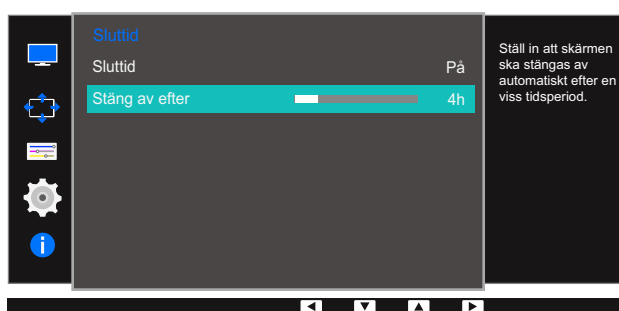 Sluttid
Sluttid På
Stäng av efter 4h
Ställ in att skärmen
ska stängas av
automatiskt efter en
viss tidsperiod.